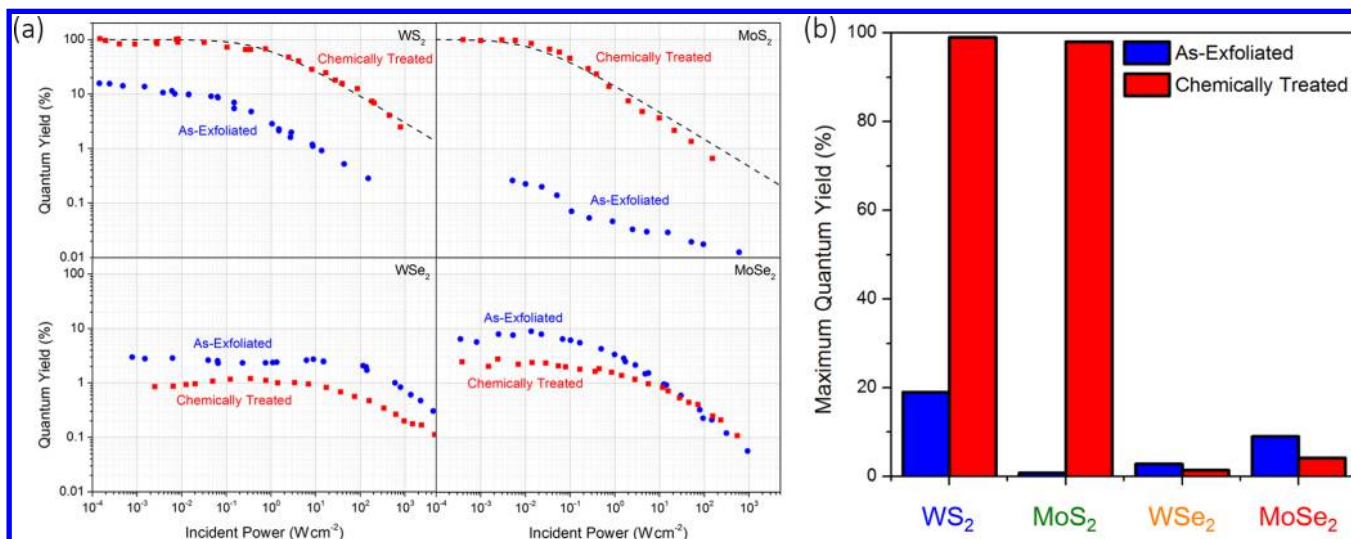 (a)
WS2
Chemically Treated
As-Exfoliated
MoS2
Chemically Treated
As-Exfoliated
Quantum Yield (%)
100
10
1
0.1
0.01
WSe2
As-Exfoliated
Chemically Treated
MoSe2
As-Exfoliated
Chemically Treated
Quantum Yield (%)
100
10
1
0.1
0.01
10-4 10-3 10-2 10-1 100 101 102 103 10-4 10-3 10-2 10-1 100 101 102 103
Incident Power (Wcm-2) Incident Power (Wcm-2)
(b)
As-Exfoliated
Chemically Treated
Maximum Quantum Yield (%)
100
80
60
40
20
0
WS2 MoS2 WSe2 MoSe2